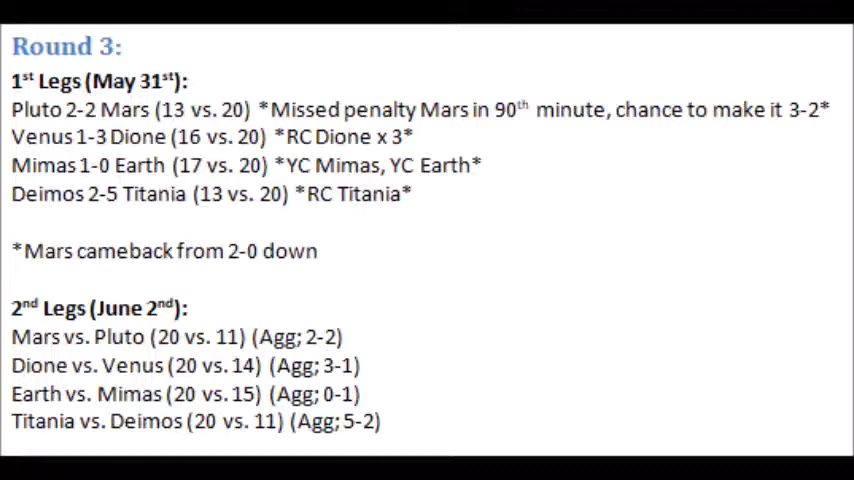 Round 3:
1st Legs (May 31st):
Pluto 2-2 Mars (13 vs. 20) *Missed penalty Mars in 90th minute, chance to make it 3-2*
Venus 1-3 Dione (16 vs. 20) *RC Dione x 3*
Mimas 1-0 Earth (17 vs. 20) *YC Mimas, YC Earth*
Deimos 2-5 Titania (13 vs. 20) *RC Titania*
*Mars cameback from 2-0 down
2nd Legs (June 2nd):
Mars vs. Pluto (20 vs. 11) (Agg; 2-2)
Dione vs. Venus (20 vs. 14) (Agg; 3-1)
Earth vs. Mimas (20 vs. 15) (Agg; 0-1)
Titania vs. Deimos (20 vs. 11) (Agg; 5-2)